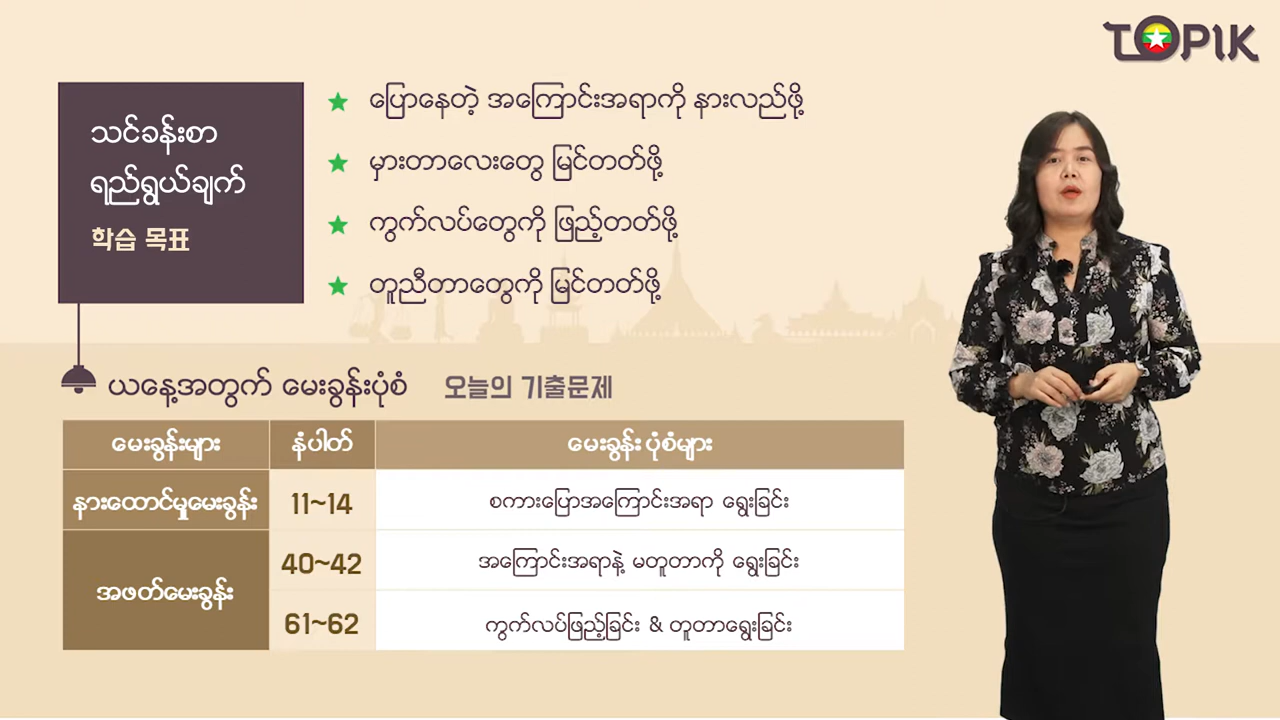 TOPIK
သင်ခန်းစာ
ရည်ရွယ်ချက်
학습 목표
★ ပြောနေတဲ့ အကြောင်းအရာကို နားလည်ဖို့
★ မှားတာလေးတွေ မြင်တတ်ဖို့
★ ကွက်လပ်တွေကို ဖြည့်တတ်ဖို့
★ တူညီတာတွေကို မြင်တတ်ဖို့
ယနေ့အတွက် မေးခွန်းပုံစံ 오늘의 기출문제
မေးခွန်းများ နံပါတ် မေးခွန်း ပုံစံများ
နားထောင်မှုမေးခွန်း 11~14 စကားပြောအကြောင်းအရာ ရွေးခြင်း
အဖတ်မေးခွန်း 40~42 အကြောင်းအရာနဲ့ မတူတာကို ရွေးခြင်း
61~62 ကွက်လပ်ဖြည့်ခြင်း & တူတာရွေးခြင်း